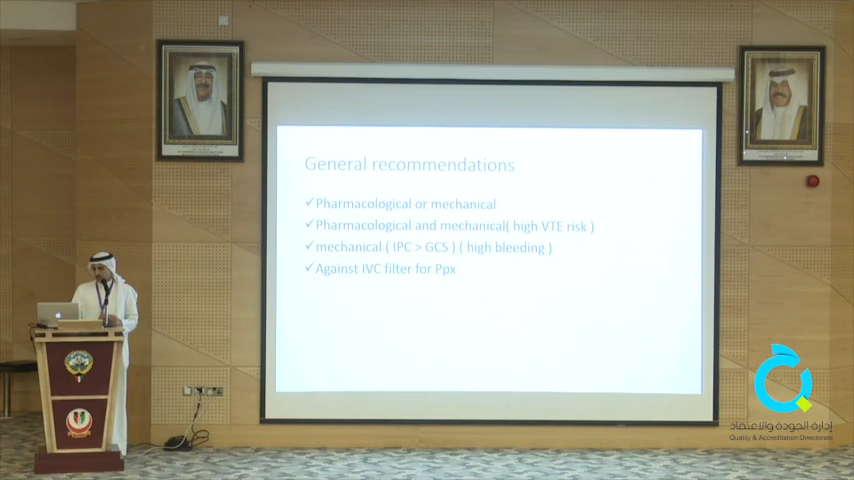 General recommendations
✓Pharmacological or mechanical
✓Pharmacological and mechanical( high VTE risk )
✓mechanical ( IPC > GCS ) ( high bleeding )
✓Against IVC filter for Ppx
إدارة الجودة والاعتماد
Quality & Accreditation Directorate